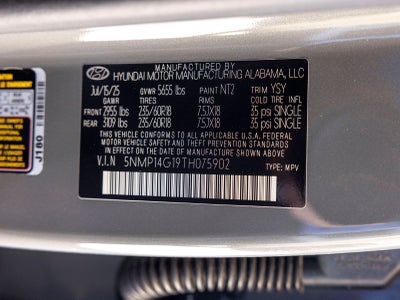 MANUFACTURED BY
HYUNDAI MOTOR MANUFACTURING ALABAMA, LLC
Jul/15/25 GVWR 5655 lbs PAINT NT2 TRIM YSY
GAWR TIRES RIMS COLD INF PRES
FRONT 2955 lbs 235/60R18 7.5JX18 35 psi SINGLE
REAR 3109 lbs 235/60R18 7.5JX18 35 psi SINGLE
THIS VEHICLE CONFORMS TO ALL APPLICABLE U.S.A. FEDERAL
MOTOR VEHICLE SAFETY AND THEFT PREVENTION STANDARDS
IN EFFECT ON THE DATE OF MANUFACTURE SHOWN ABOVE
V.I.N 5NMP14G19TH075902
TYPE: MPV
J160